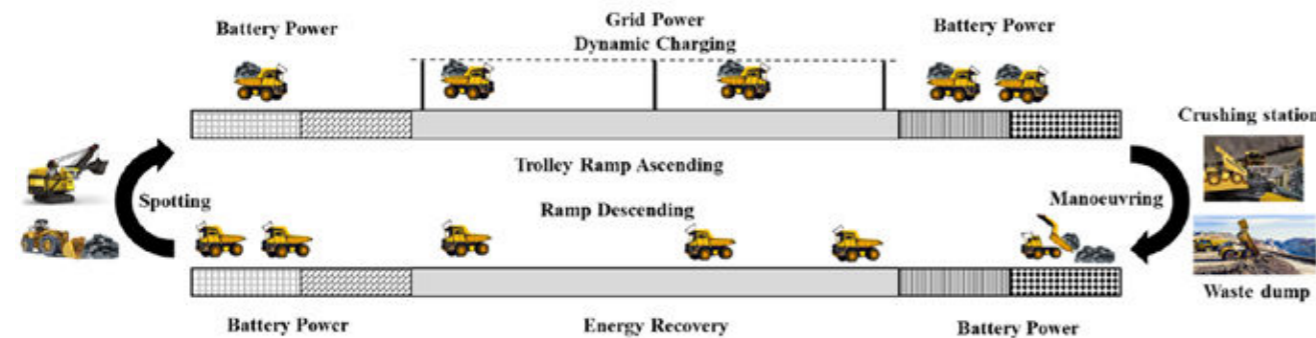 Battery Power
Grid Power
Dynamic Charging
Battery Power
Crushing station
Trolley Ramp Ascending
Spotting
Ramp Descending
Manoeuvring
Waste dump
Battery Power
Energy Recovery
Battery Power